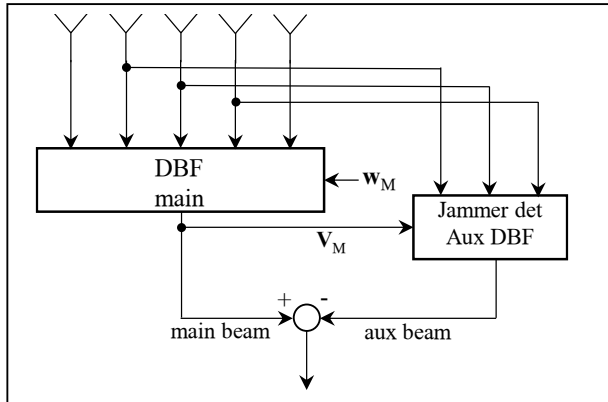 DBF
main
w_M
Jammer det
Aux DBF
V_M
+ -
main beam
aux beam